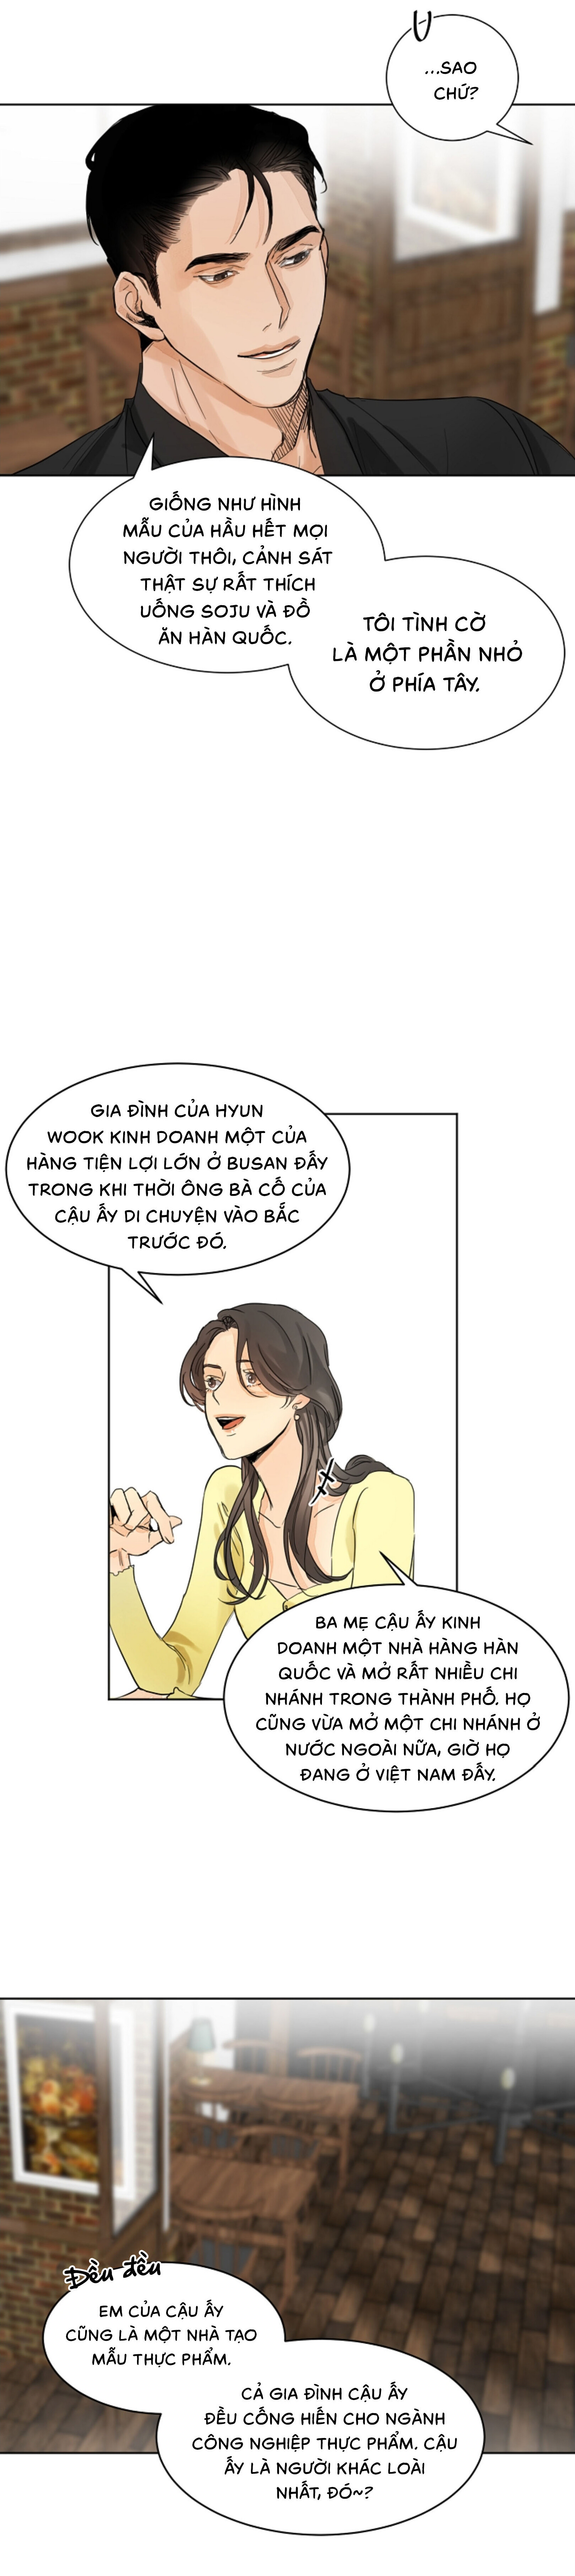 ...SAO
CHỨ?
GIỐNG NHƯ HÌNH
MẪU CỦA HẦU HẾT MỌI
NGƯỜI THÔI, CẢNH SÁT
THẬT SỰ RẤT THÍCH
UỐNG SOJU VÀ ĐỒ
ĂN HÀN QUỐC.
TÔI TÌNH CỜ
LÀ MỘT PHẦN NHỎ
Ở PHÍA TÂY.
GIA ĐÌNH CỦA HYUN
WOOK KINH DOANH MỘT CỦA
HÀNG TIỆN LỢI LỚN Ở BUSAN ĐẤY
TRONG KHI THỜI ÔNG BÀ CỐ CỦA
CẬU ẤY DI CHUYỆN VÀO BẮC
TRƯỚC ĐÓ.
BA MẸ CẬU ẤY KINH
DOANH MỘT NHÀ HÀNG HÀN
QUỐC VÀ MỞ RẤT NHIỀU CHI
NHÁNH TRONG THÀNH PHỐ. HỌ
CŨNG VỪA MỞ MỘT CHI NHÁNH Ở
NƯỚC NGOÀI NỮA, GIỜ HỌ
ĐANG Ở VIỆT NAM ĐẤY.
Đều đều
EM CỦA CẬU ẤY
CŨNG LÀ MỘT NHÀ TẠO
MẪU THỰC PHẨM.
CẢ GIA ĐÌNH CẬU ẤY
ĐỀU CỐNG HIẾN CHO NGÀNH
CÔNG NGHIỆP THỰC PHẨM. CẬU
ẤY LÀ NGƯỜI KHÁC LOÀI
NHẤT, ĐÓ~?